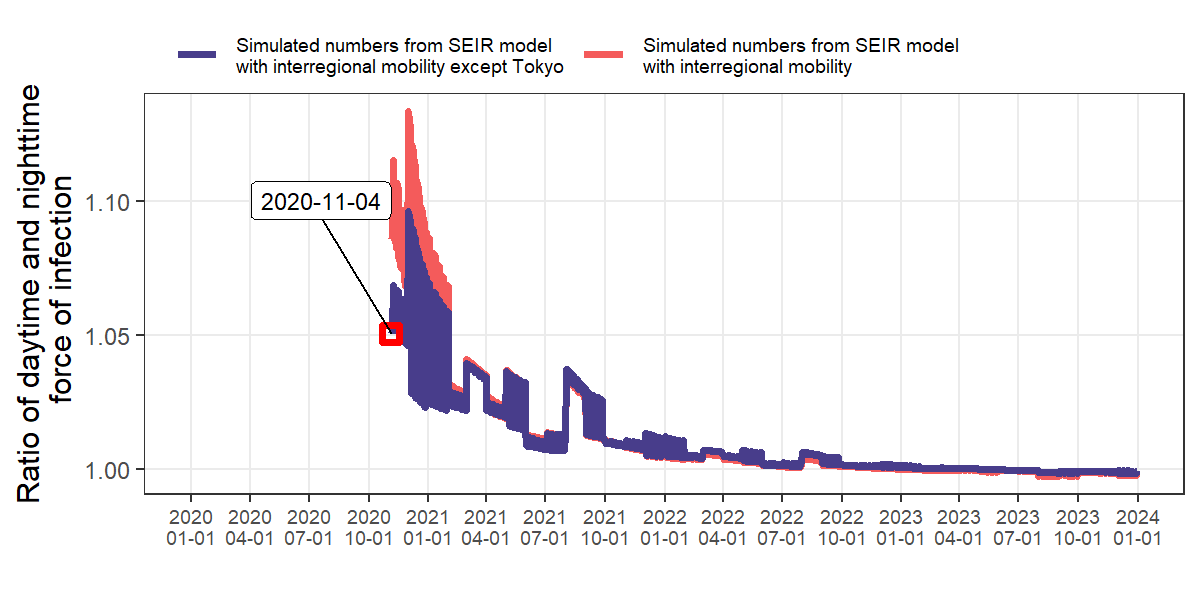 Simulated numbers from SEIR model
with interregional mobility except Tokyo
Simulated numbers from SEIR model
with interregional mobility
Ratio of daytime and nighttime
force of infection
1.10
1.05
1.00
2020-11-04
2020 2020 2020 2020 2021 2021 2021 2021 2022 2022 2022 2022 2023 2023 2023 2023 2024
01-01 04-01 07-01 10-01 01-01 04-01 07-01 10-01 01-01 04-01 07-01 10-01 01-01 04-01 07-01 10-01 01-01